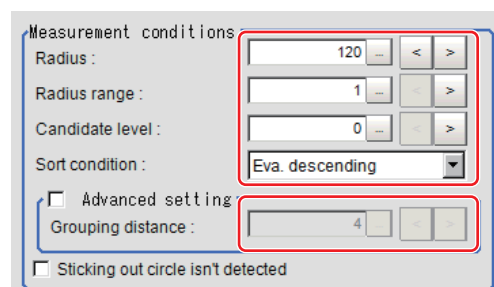 Measurement conditions
Radius : 120 ... < >
Radius range : 1 ... < >
Candidate level : 0 ... < >
Sort condition : Eva. descending
Advanced setting
Grouping distance : 4 ... < >
Sticking out circle isn't detected